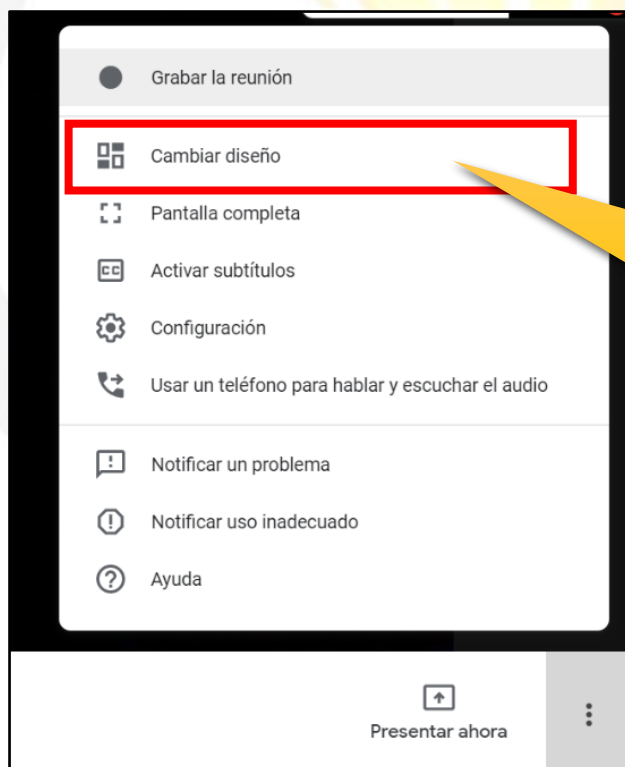 Grabar la reunión
Cambiar diseño
Pantalla completa
CC Activar subtítulos
Configuración
Usar un teléfono para hablar y escuchar el audio
Notificar un problema
Notificar uso inadecuado
Ayuda
Presentar ahora